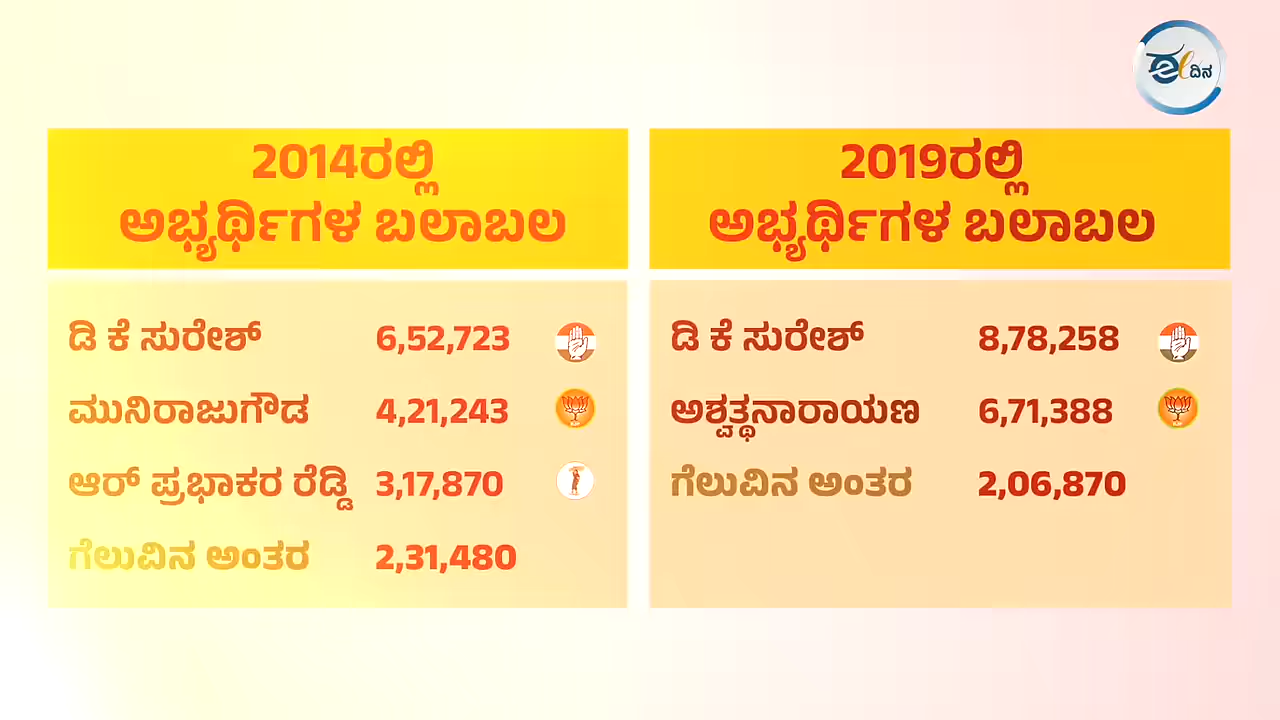 ಈ ದಿನ
2014ರಲ್ಲಿ
ಅಭ್ಯರ್ಥಿಗಳ ಬಲಾಬಲ
ಡಿ ಕೆ ಸುರೇಶ್ 6,52,723
ಮುನಿರಾಜುಗೌಡ 4,21,243
ಆರ್ ಪ್ರಭಾಕರ ರೆಡ್ಡಿ 3,17,870
ಗೆಲುವಿನ ಅಂತರ 2,31,480
2019ರಲ್ಲಿ
ಅಭ್ಯರ್ಥಿಗಳ ಬಲಾಬಲ
ಡಿ ಕೆ ಸುರೇಶ್ 8,78,258
ಅಶ್ವತ್ಥನಾರಾಯಣ 6,71,388
ಗೆಲುವಿನ ಅಂತರ 2,06,870